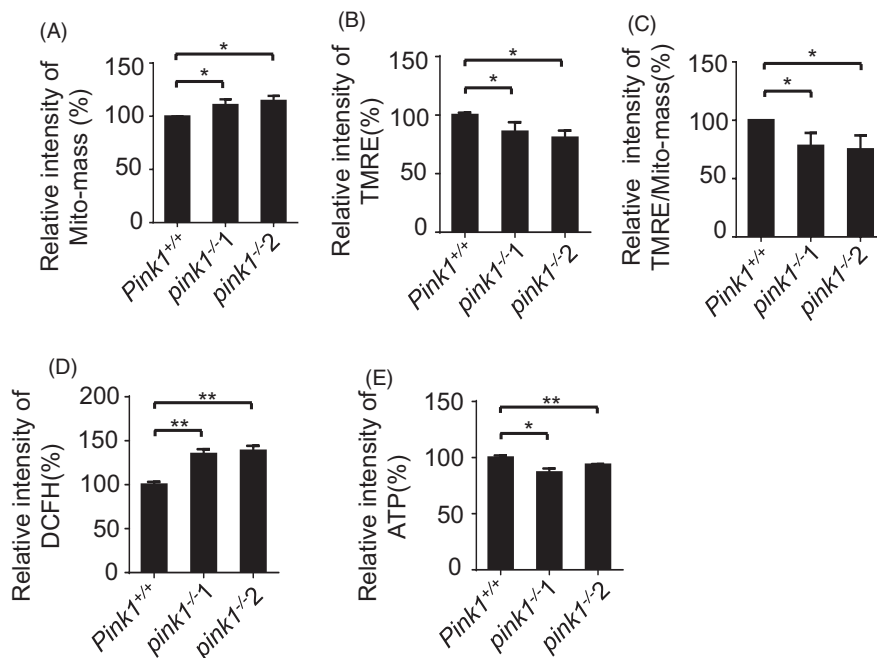 (A)
Relative intensity of
Mito-mass (%)
150
100
50
0
*
*
Pink1+/+
pink1-/-1
pink1-/-2
(B)
Relative intensity of
TMRE(%)
150
100
50
0
*
*
Pink1+/+
pink1-/-1
pink1-/-2
(C)
Relative intensity of
TMRE/Mito-mass(%)
150
100
50
0
*
*
Pink1+/+
pink1-/-1
pink1-/-2
(D)
Relative intensity of
DCFH(%)
200
150
100
50
0
**
**
Pink1+/+
pink1-/-1
pink1-/-2
(E)
Relative intensity of
ATP(%)
150
100
50
0
**
*
Pink1+/+
pink1-/-1
pink1-/-2